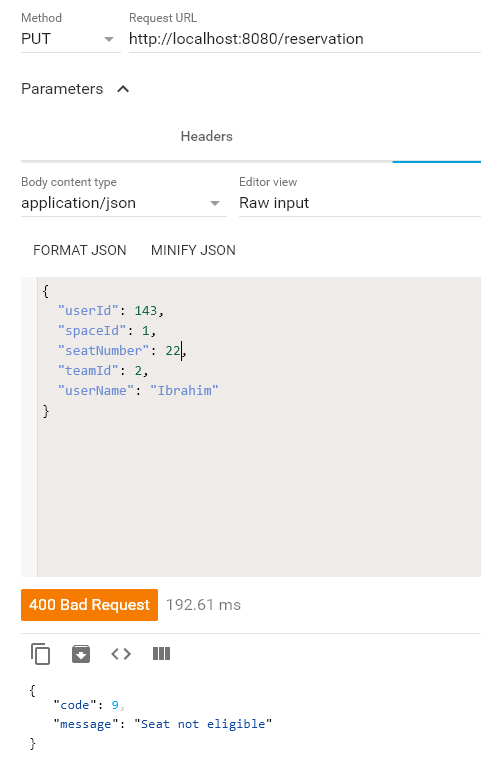 Method
Request URL
PUT
http://localhost:8080/reservation
Parameters
Headers
Body content type
Editor view
application/json
Raw input
FORMAT JSON
MINIFY JSON
{
"userId": 143,
"spaceId": 1,
"seatNumber": 22,
"teamId": 2,
"userName": "Ibrahim"
}
400 Bad Request
192.61 ms
{
"code": 9,
"message": "Seat not eligible"
}